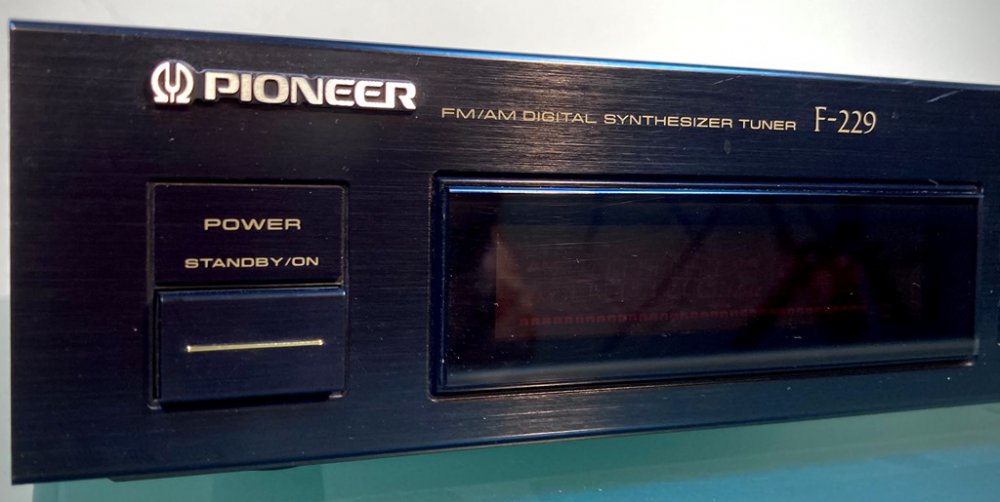 PIONEER
FM/AM DIGITAL SYNTHESIZER TUNER F-229
POWER
STANDBY/ON